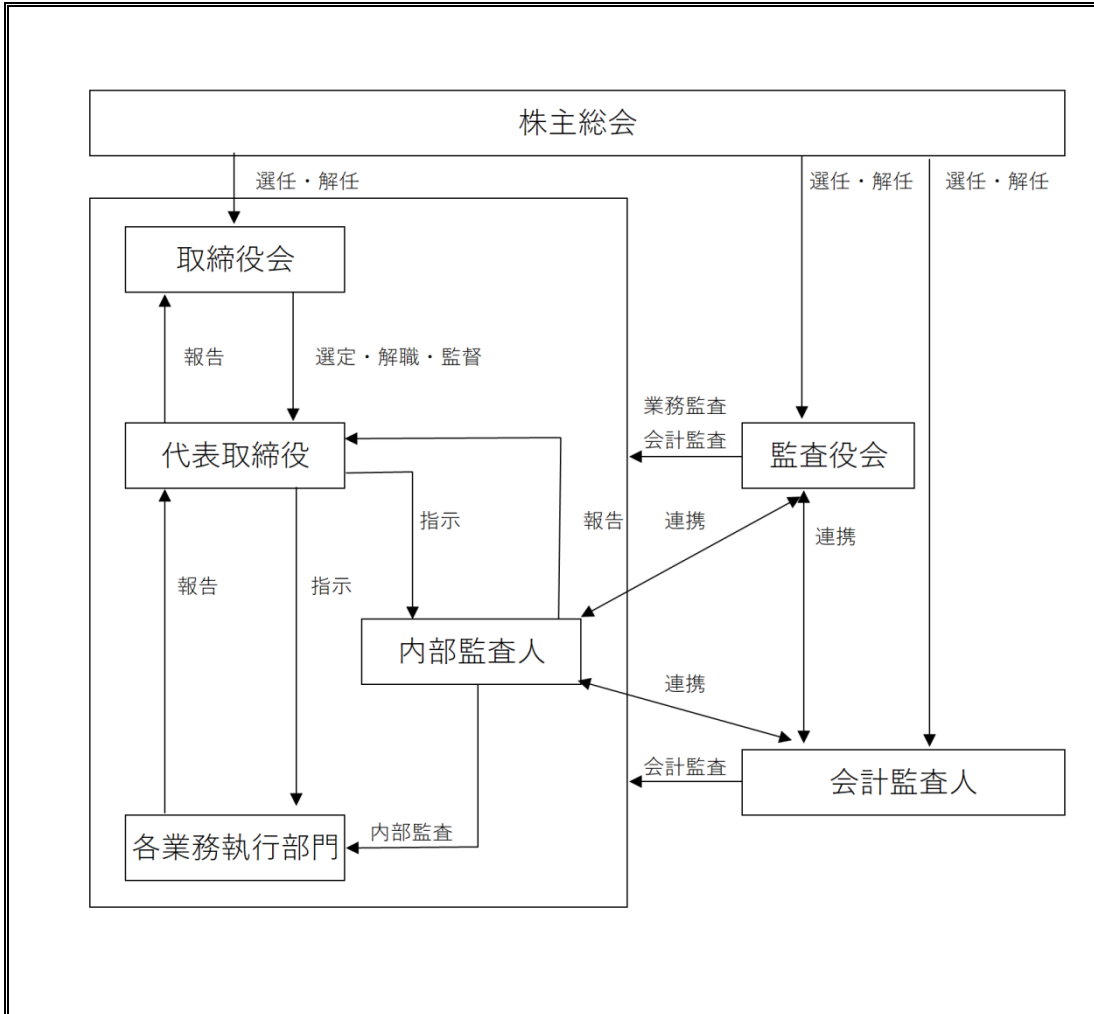 株主総会
選任・解任
選任・解任
選任・解任
取締役会
報告
選定・解職・監督
業務監査
会計監査
代表取締役
監査役会
指示
報告
連携
連携
報告
指示
内部監査人
連携
会計監査
会計監査人
内部監査
各業務執行部門